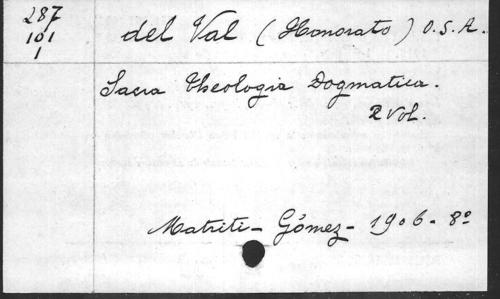 287
101
1
del Val (Honorato) O.S.A.
Sacra theologia Dogmatica.
2 Vol.
Matriti - Gómez - 1906 - 8º